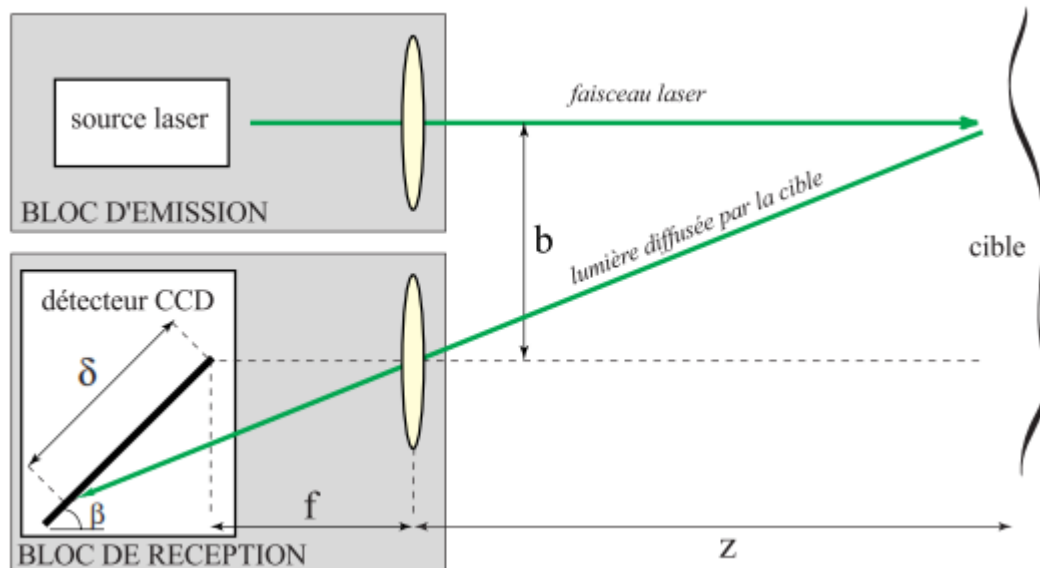 source laser
BLOC D'EMISSION
faisceau laser
b
lumière diffusée par la cible
cible
détecteur CCD
δ
β
f
z
BLOC DE RECEPTION